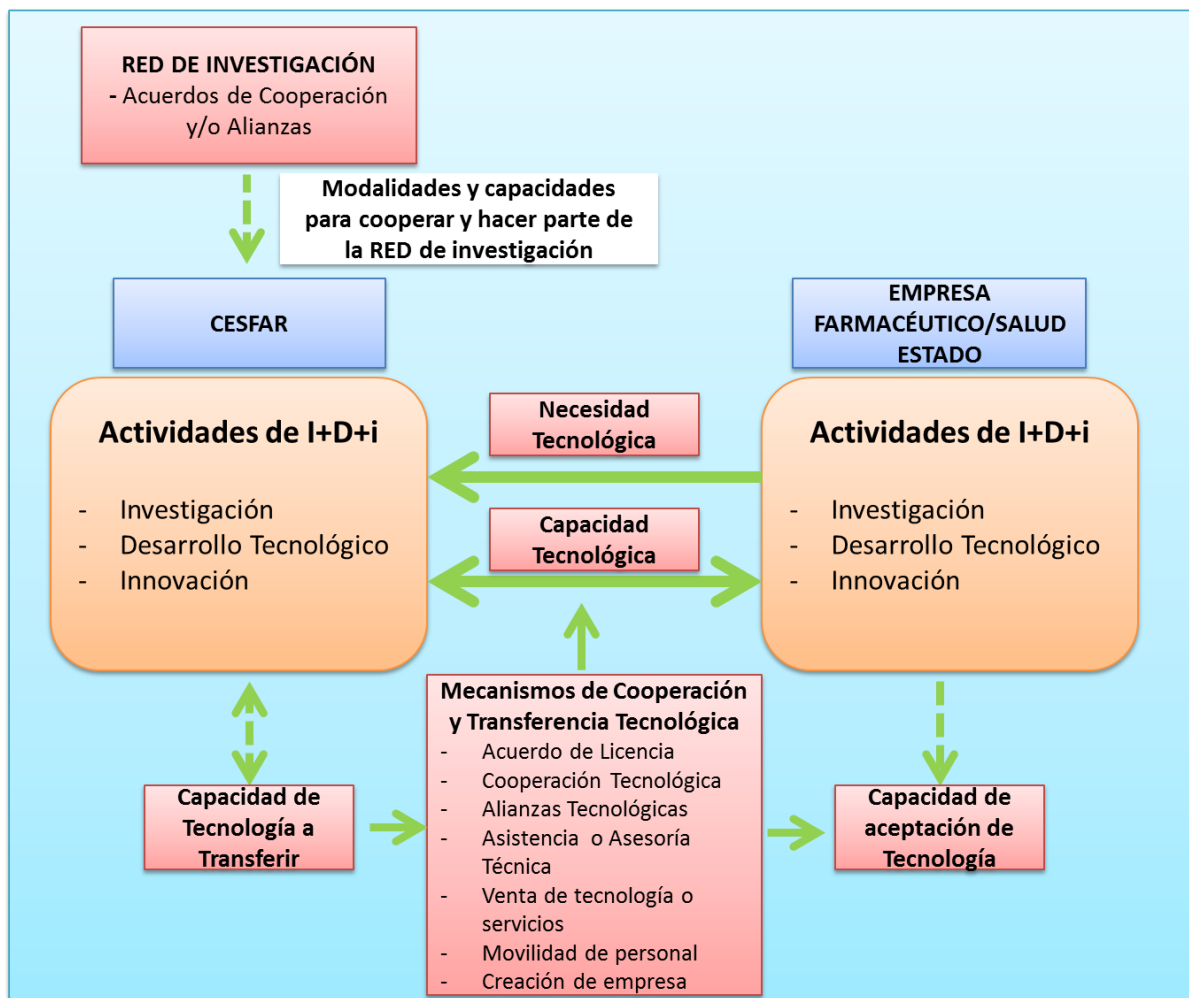 RED DE INVESTIGACIÓN
- Acuerdos de Cooperación
y/o Alianzas
Modalidades y capacidades
para cooperar y hacer parte de
la RED de investigación
CESFAR
EMPRESA
FARMACÉUTICO/SALUD
ESTADO
Actividades de I+D+i
- Investigación
- Desarrollo Tecnológico
- Innovación
Necesidad
Tecnológica
Capacidad
Tecnológica
Actividades de I+D+i
- Investigación
- Desarrollo Tecnológico
- Innovación
Capacidad de
Tecnología a
Transferir
Mecanismos de Cooperación
y Transferencia Tecnológica
- Acuerdo de Licencia
- Cooperación Tecnológica
- Alianzas Tecnológicas
- Asistencia o Asesoría
Técnica
- Venta de tecnología o
servicios
- Movilidad de personal
- Creación de empresa
Capacidad de
aceptación de
Tecnología